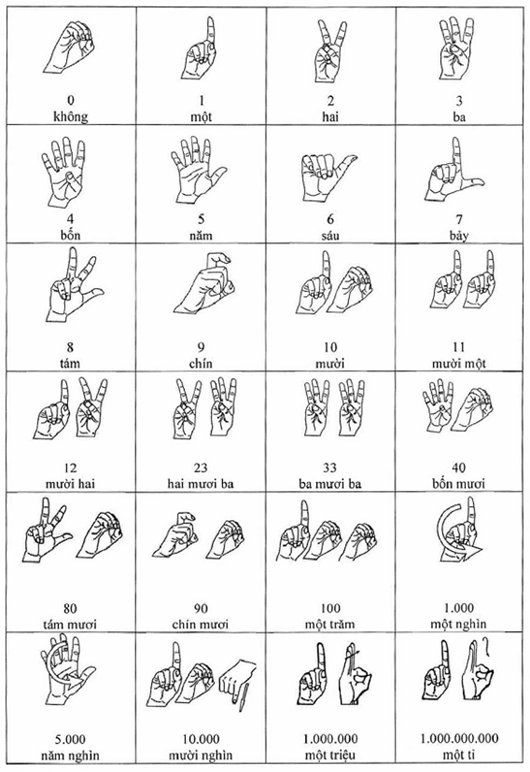 0
không
1
một
2
hai
3
ba
4
bốn
5
năm
6
sáu
7
bảy
8
tám
9
chín
10
mười
11
mười một
12
mười hai
23
hai mươi ba
33
ba mươi ba
40
bốn mươi
80
tám mươi
90
chín mươi
100
một trăm
1.000
một nghìn
5.000
năm nghìn
10.000
mười nghìn
1.000.000
một triệu
1.000.000.000
một tỉ